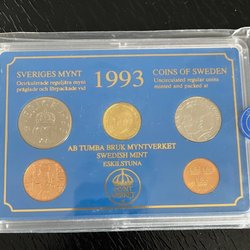 SVERIGES MYNT
Ocirkulerade reguljära mynt
präglade och förpackade vid
1993
COINS OF SWEDEN
Uncirculated regular coins
minted and packed at
AB TUMBA BRUK MYNTVERKET
SWEDISH MINT
ESKILSTUNA